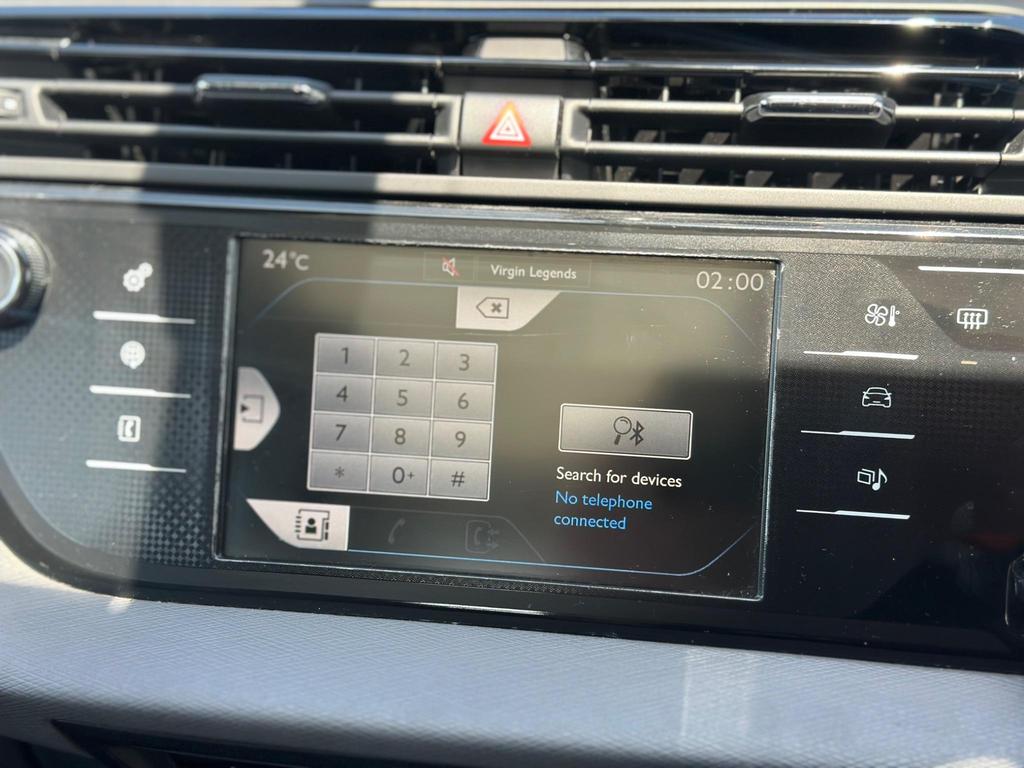 24°C
Virgin Legends
02:00
1 2 3
4 5 6
7 8 9
* 0+ #
Search for devices
No telephone
connected